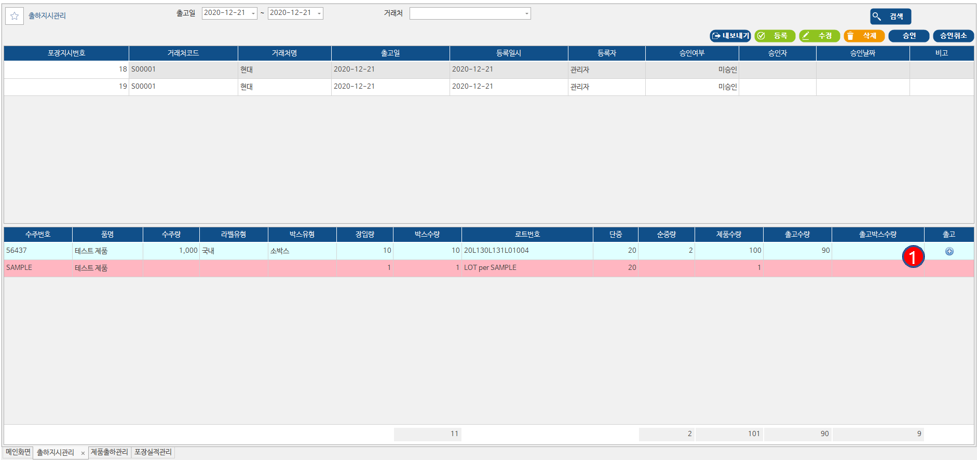 출하지시관리 출고일 2020-12-21 ~ 2020-12-21 거래처 검색
내보내기 등록 수정 삭제 승인 승인취소
포장지시번호 거래처코드 거래처명 출고일 등록일시 등록자 승인여부 승인자 승인날짜 비고
18 S00001 현대 2020-12-21 2020-12-21 관리자 미승인
19 S00001 현대 2020-12-21 2020-12-21 관리자 미승인
수주번호 품명 수주량 라벨유형 박스유형 장입량 박스수량 로트번호 단중 순중량 제품수량 출고수량 출고박스수량 출고
56437 테스트 제품 1,000 국내 소박스 10 10 20L130L131L01004 20 2 100 90
1
SAMPLE 테스트 제품 1 1 LOT per SAMPLE 20 1
11 2 101 90 9
메인화면 출하지시관리 × 제품출하관리 포장실적관리